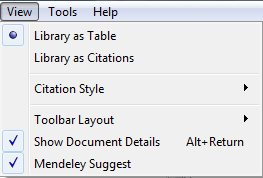 View Tools Help
Library as Table
Library as Citations
Citation Style
Toolbar Layout
Show Document Details Alt+Return
Mendeley Suggest